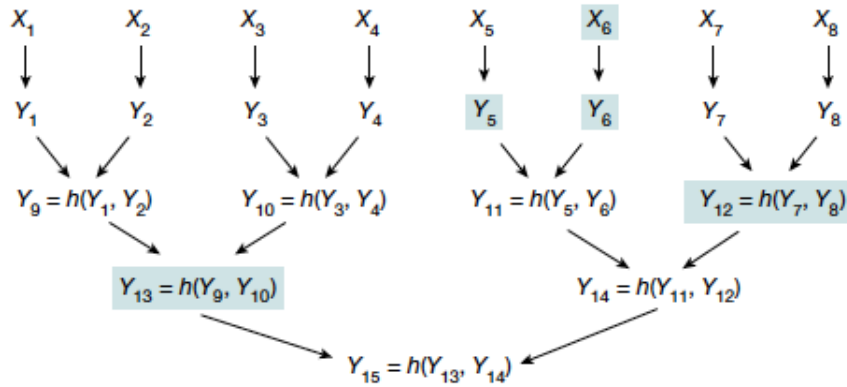 X₁ X₂ X₃ X₄ X₅ X₆ X₇ X₈
Y₁ Y₂ Y₃ Y₄ Y₅ Y₆ Y₇ Y₈
Y₉ = h(Y₁, Y₂) Y₁₀ = h(Y₃, Y₄) Y₁₁ = h(Y₅, Y₆) Y₁₂ = h(Y₇, Y₈)
Y₁₃ = h(Y₉, Y₁₀) Y₁₄ = h(Y₁₁, Y₁₂)
Y₁₅ = h(Y₁₃, Y₁₄)